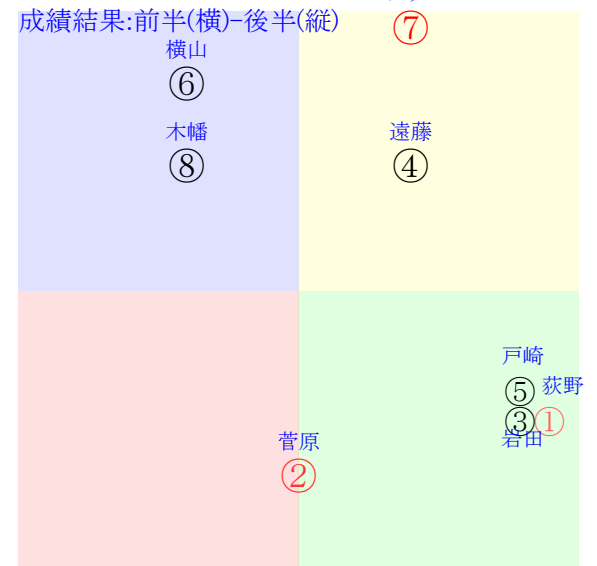 成績結果:前半(横)-後半(縦)
⑦
横山
⑥
木幡
⑧
遠藤
④
戸崎
⑤
荻野
③
①
岩田
菅原
②